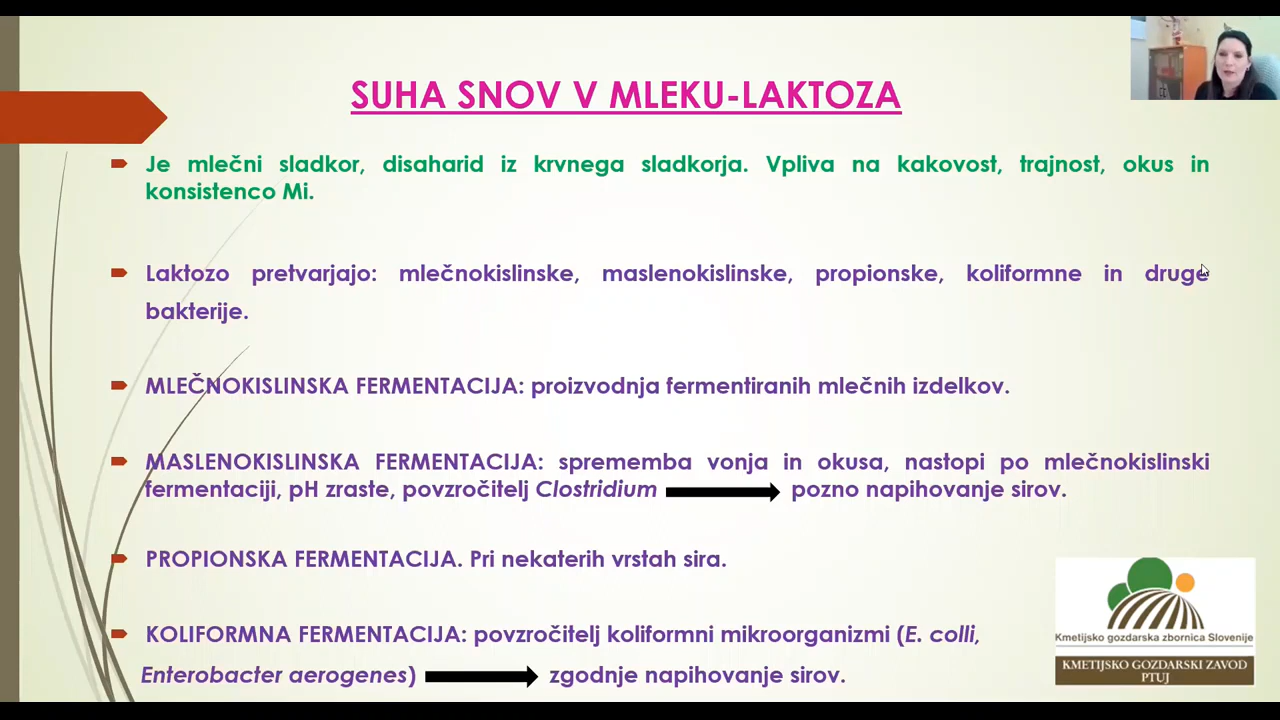 SUHA SNOV V MLEKU-LAKTOZA
Je mlečni sladkor, disaharid iz krvnega sladkorja. Vpliva na kakovost, trajnost, okus in
konsistenco Mi.
Laktozo pretvarjajo: mlečnokislinske, maslenokislinske, propionske, koliformne in druge
bakterije.
MLEČNOKISLINSKA FERMENTACIJA: proizvodnja fermentiranih mlečnih izdelkov.
MASLENOKISLINSKA FERMENTACIJA: sprememba vonja in okusa, nastopi po mlečnokislinski
fermentaciji, pH zraste, povzročitelj Clostridium pozno napihovanje sirov.
PROPIONSKA FERMENTACIJA. Pri nekaterih vrstah sira.
KOLIFORMNA FERMENTACIJA: povzročitelj koliformni mikroorganizmi (E. colli,
Enterobacter aerogenes) zgodnje napihovanje sirov.
Kmetijsko gozdarska zbornica Slovenije
KMETIJSKO GOZDARSKI ZAVOD
PTUJ